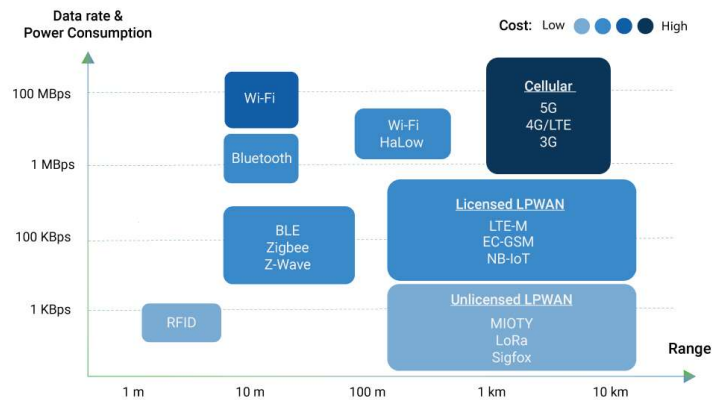 Data rate &
Power Consumption
Cost: Low High
100 MBps
1 MBps
100 KBps
1 KBps
Wi-Fi
Bluetooth
Wi-Fi
HaLow
Cellular
5G
4G/LTE
3G
BLE
Zigbee
Z-Wave
Licensed LPWAN
LTE-M
EC-GSM
NB-IoT
RFID
Unlicensed LPWAN
MIOTY
LoRa
Sigfox
Range
1 m
10 m
100 m
1 km
10 km